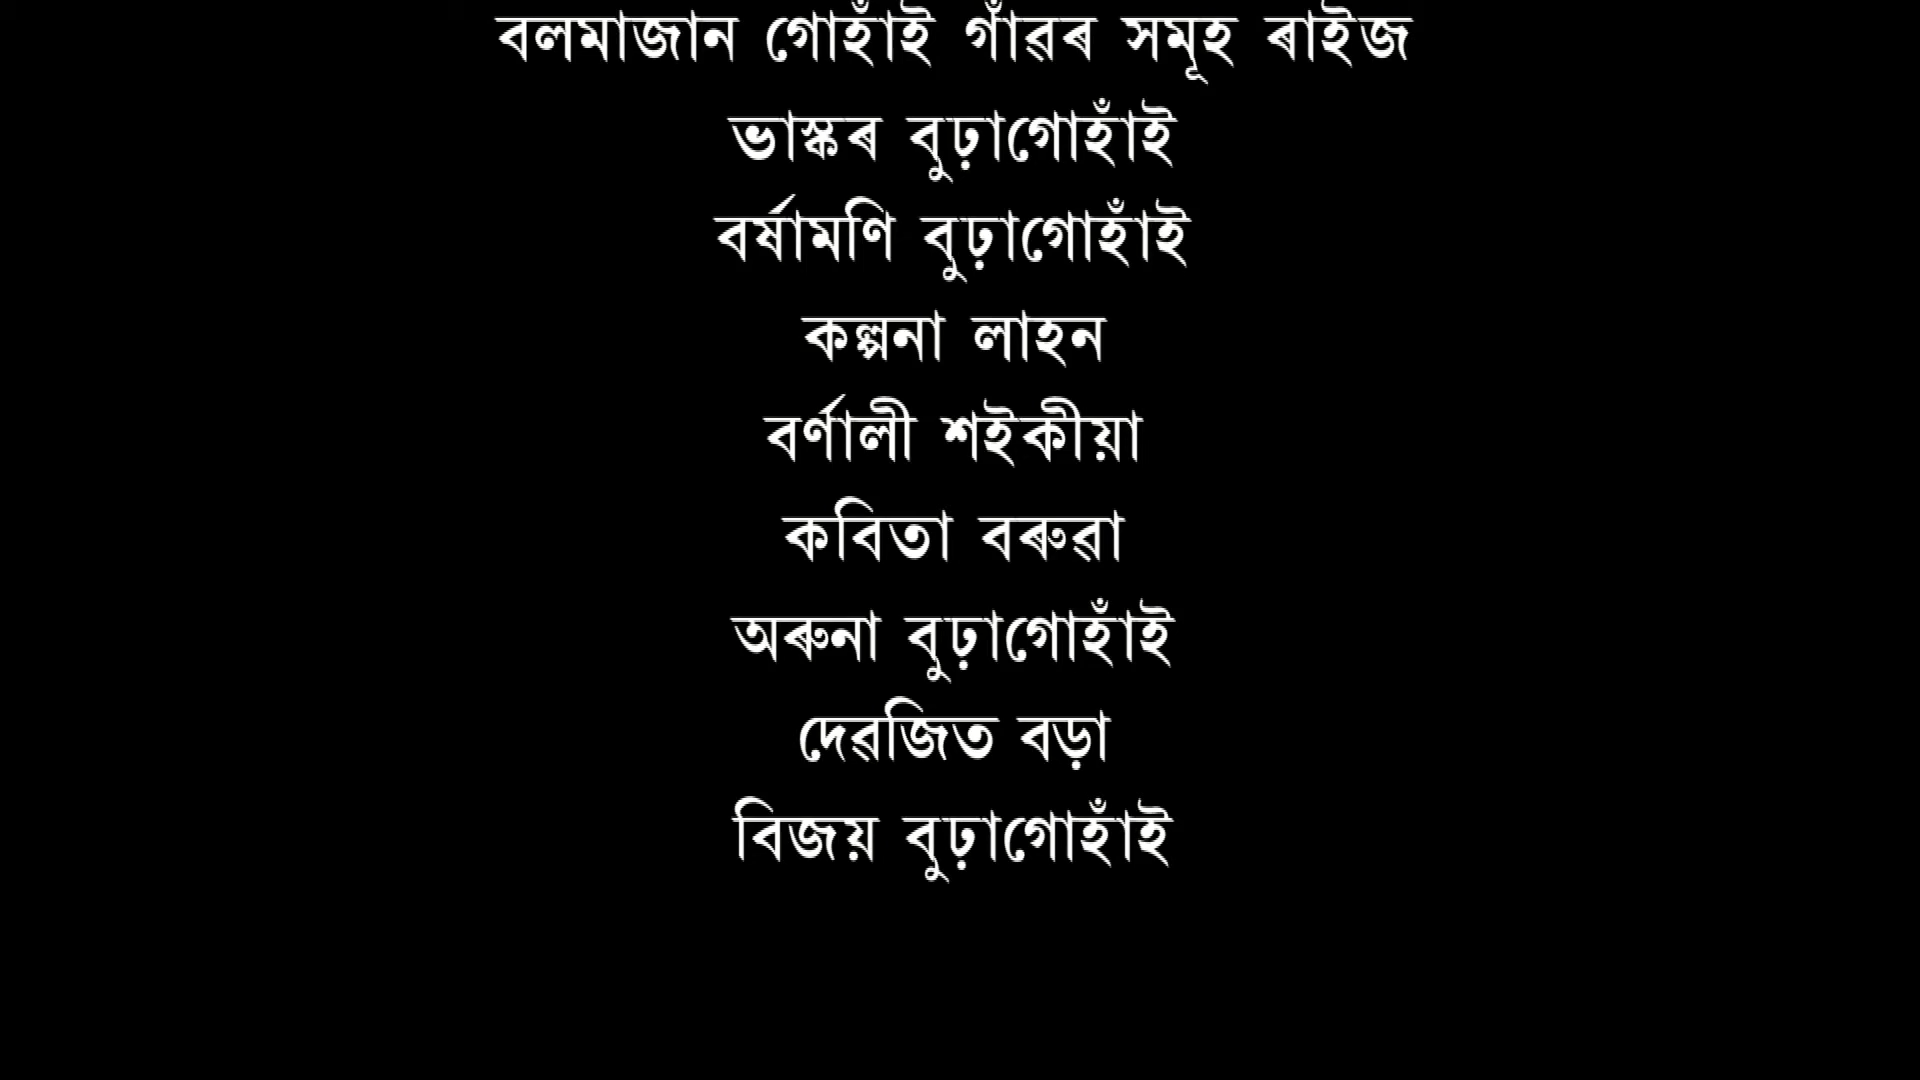 বলমাজান গোহাঁই গাঁৱৰ সমূহ ৰাইজ
ভাস্কৰ বুঢ়াগোহাঁই
বৰ্ষামণি বুঢ়াগোহাঁই
কল্পনা লাহন
বৰ্ণালী শইকীয়া
কবিতা বৰুৱা
অৰুনা বুঢ়াগোহাঁই
দেৱজিত বড়া
বিজয় বুঢ়াগোহাঁই